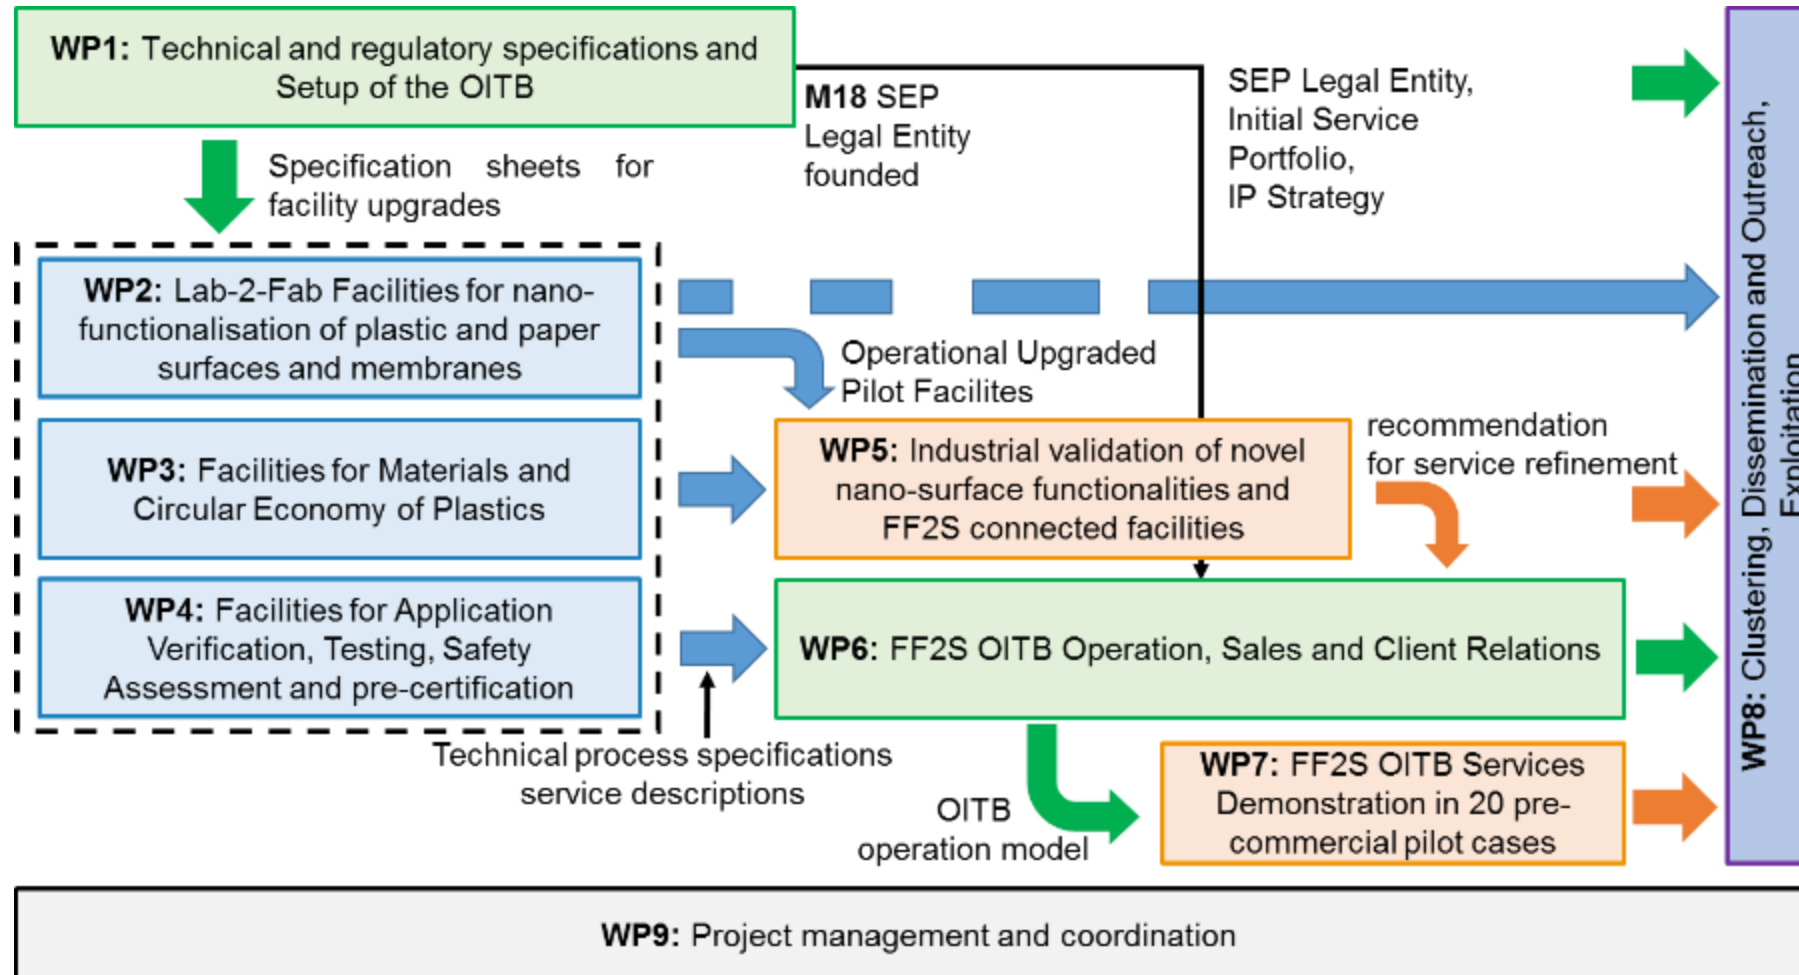 WP1: Technical and regulatory specifications and
Setup of the OITB
M18 SEP
Legal Entity
founded
SEP Legal Entity,
Initial Service
Portfolio,
IP Strategy
Specification sheets for
facility upgrades
WP2: Lab-2-Fab Facilities for nano-
functionalisation of plastic and paper
surfaces and membranes
Operational Upgraded
Pilot Facilites
WP3: Facilities for Materials and
Circular Economy of Plastics
WP5: Industrial validation of novel
nano-surface functionalities and
FF2S connected facilities
recommendation
for service refinement
WP4: Facilities for Application
Verification, Testing, Safety
Assessment and pre-certification
WP6: FF2S OITB Operation, Sales and Client Relations
Technical process specifications
service descriptions
OITB
operation model
WP7: FF2S OITB Services
Demonstration in 20 pre-
commercial pilot cases
WP8: Clustering, Dissemination and Outreach,
Exploitation
WP9: Project management and coordination